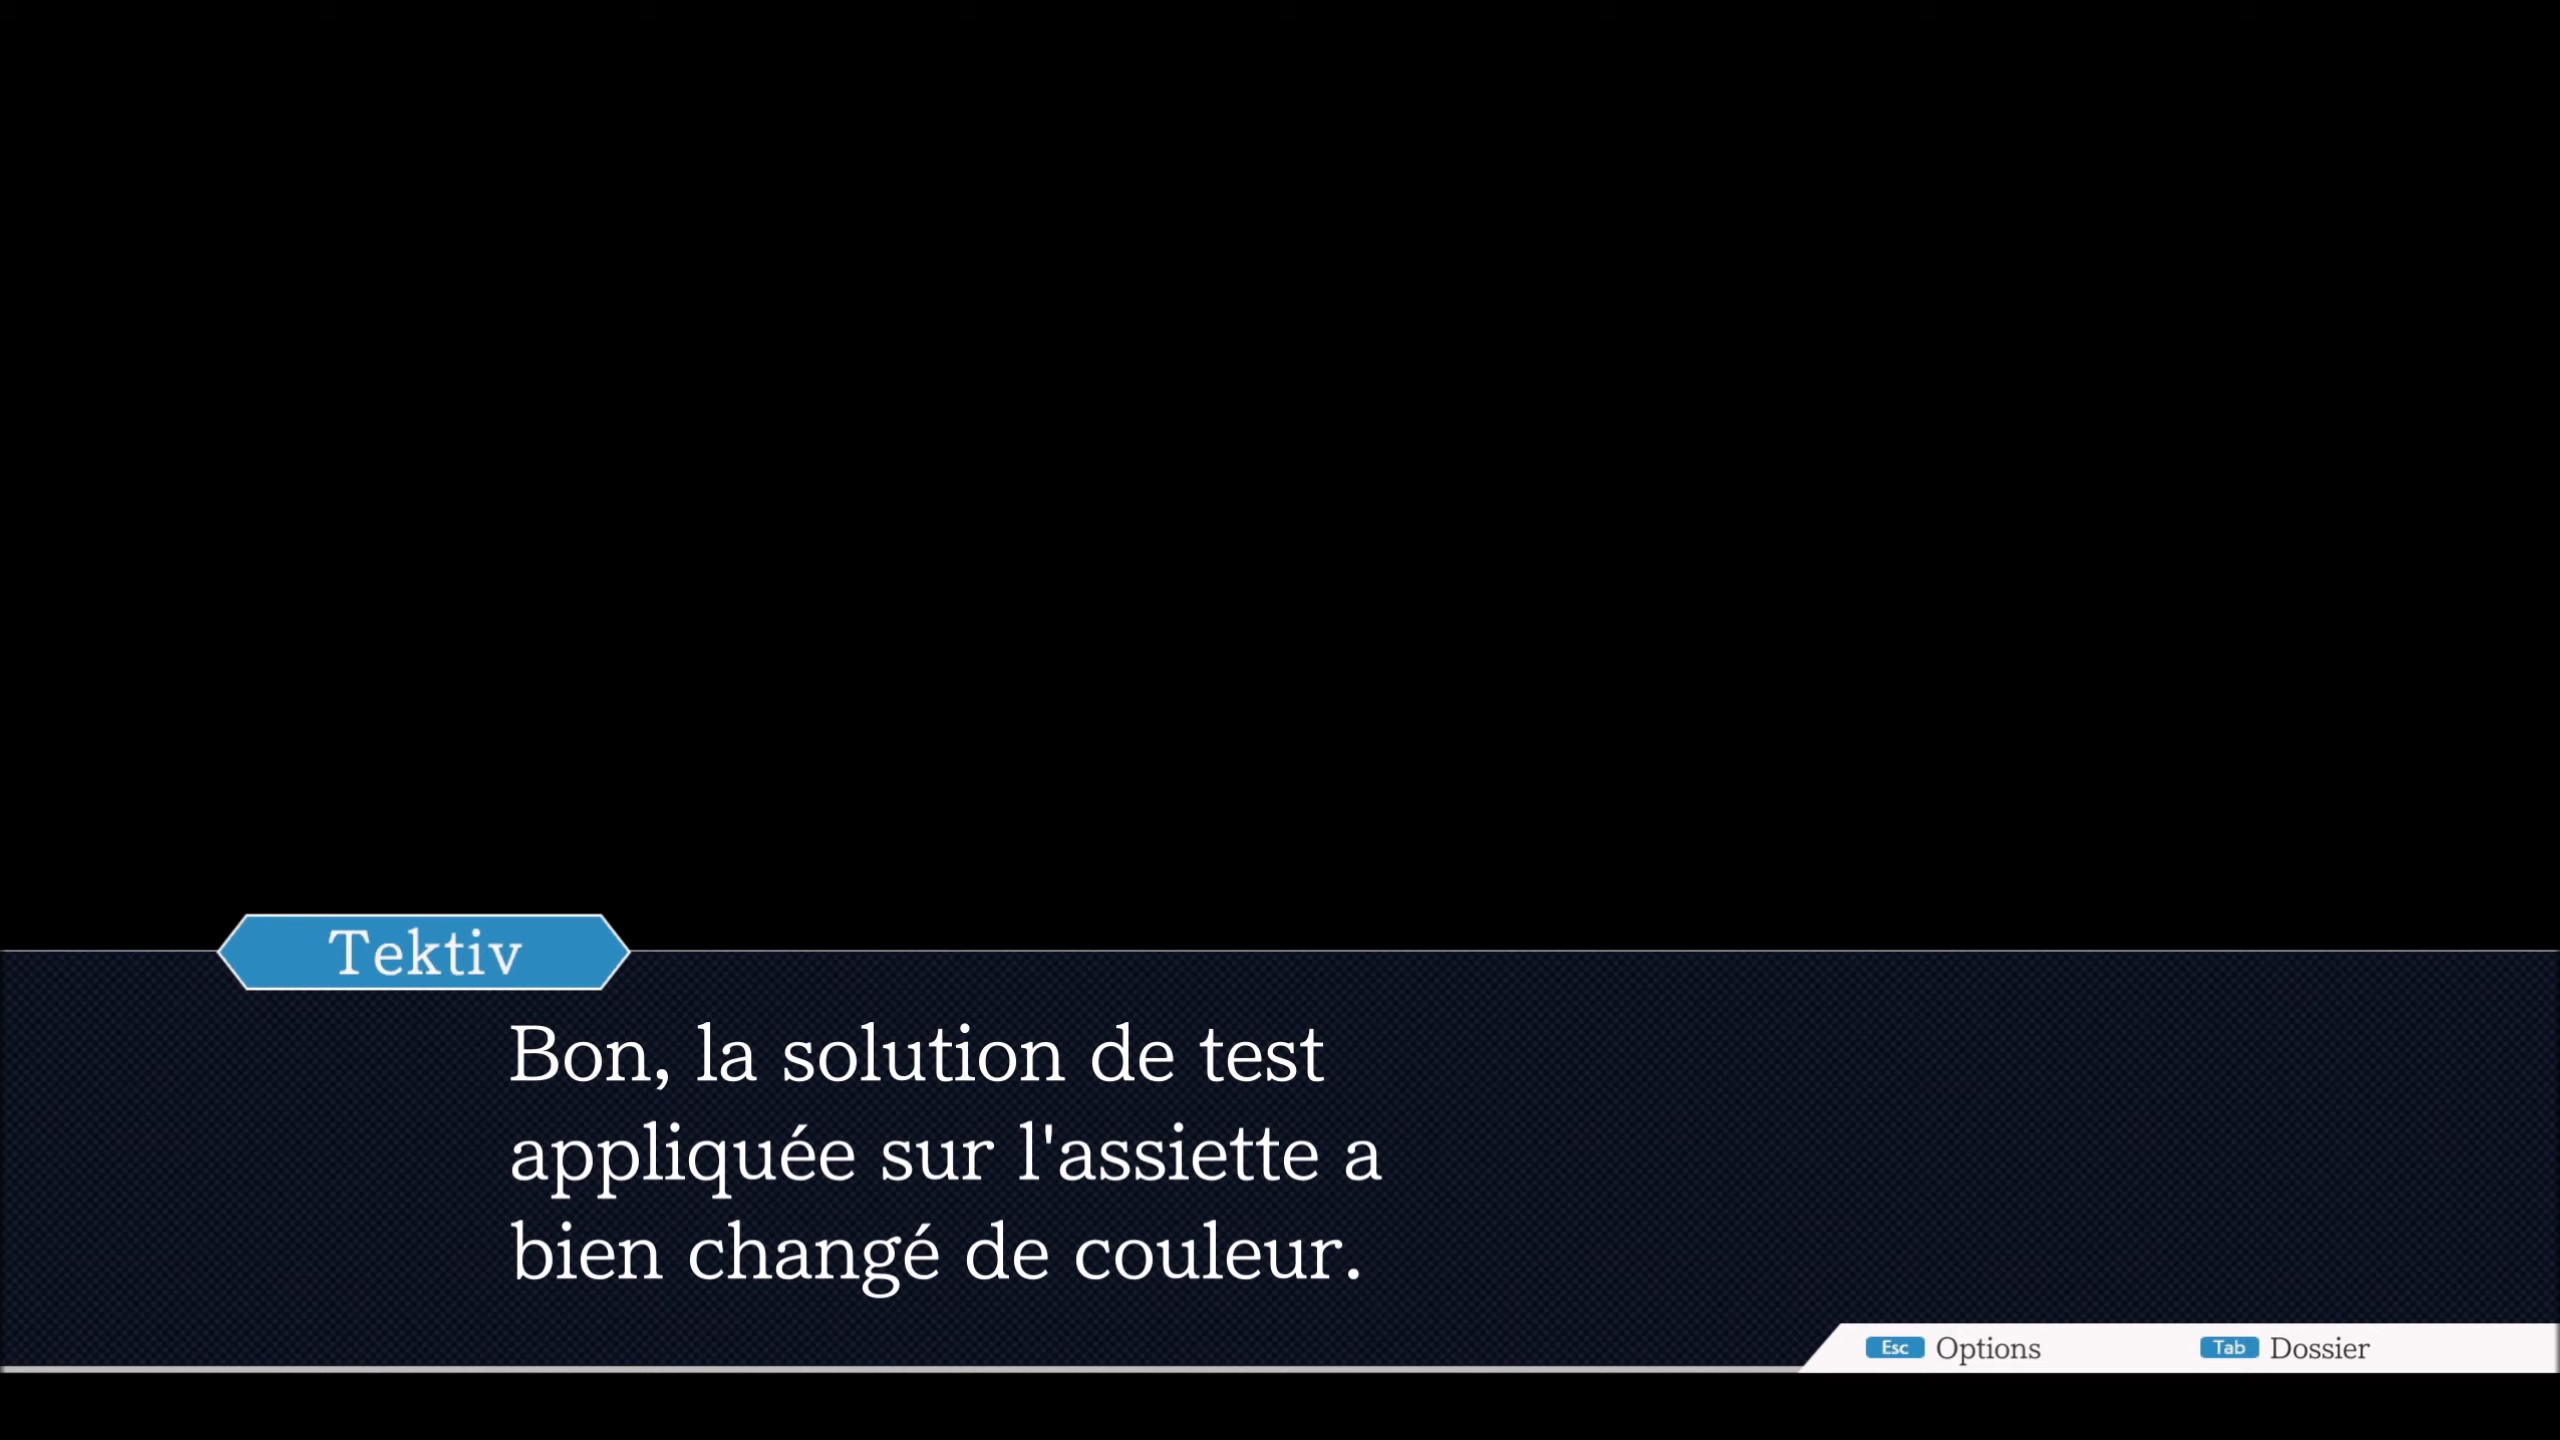 Tektiv
Bon, la solution de test
appliquée sur l'assiette a
bien changé de couleur.
Esc Options Tab Dossier